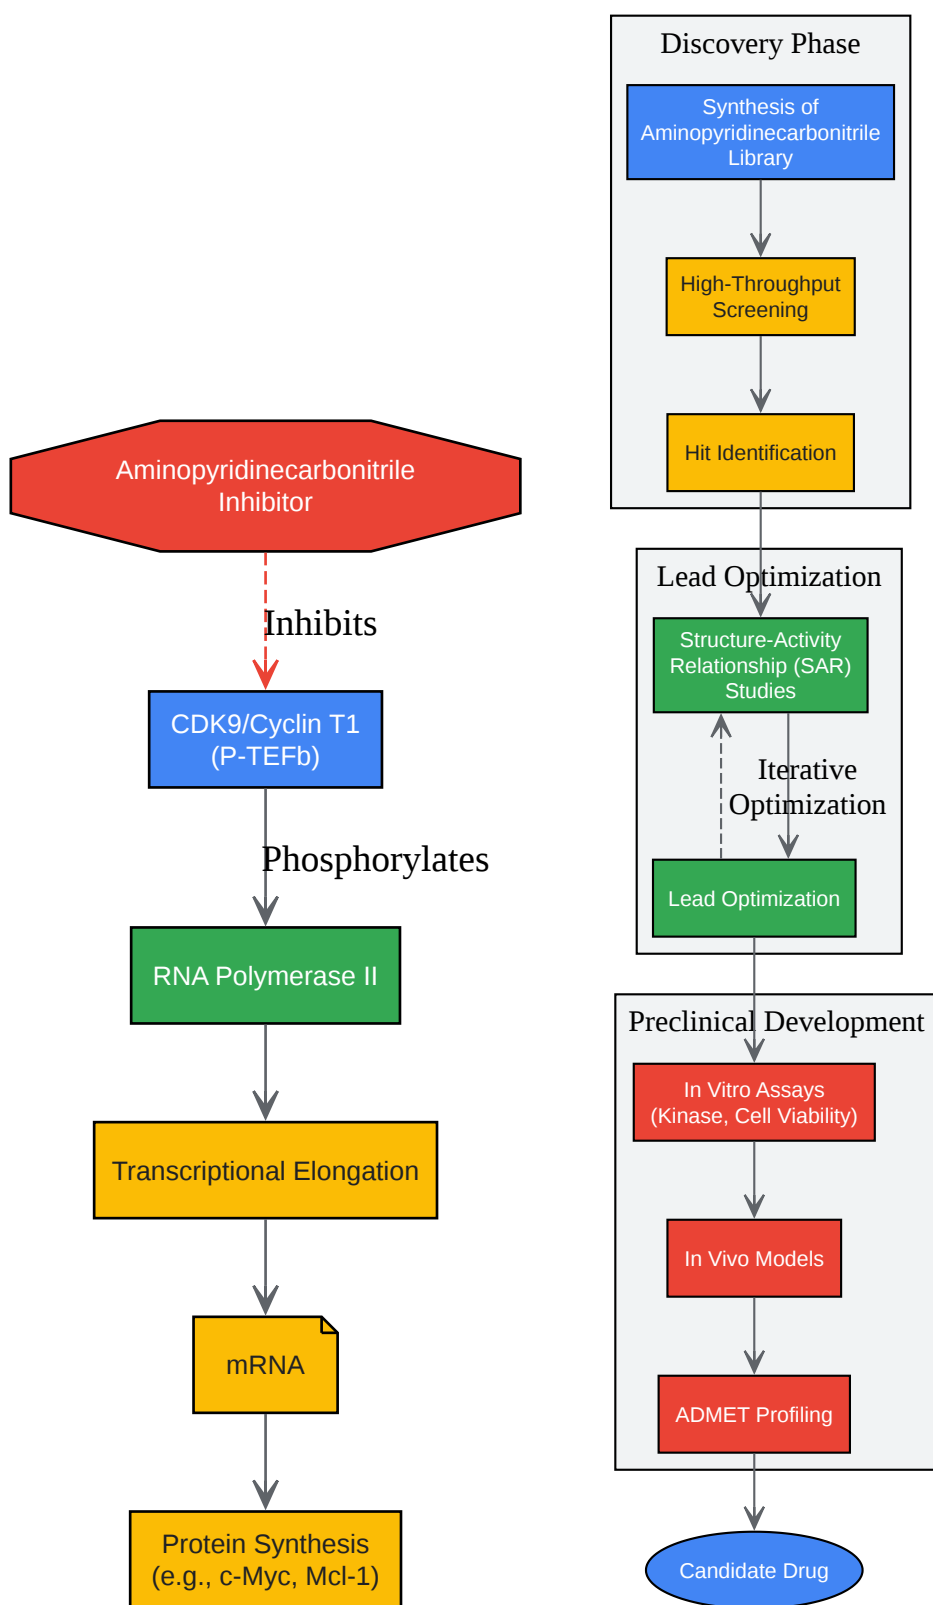 Aminopyridinecarbonitrile
Inhibitor
Inhibits
CDK9/Cyclin T1
(P-TEFb)
Phosphorylates
RNA Polymerase II
Transcriptional Elongation
mRNA
Protein Synthesis
(e.g., c-Myc, Mcl-1)
Discovery Phase
Synthesis of
Aminopyridinecarbonitrile
Library
High-Throughput
Screening
Hit Identification
Lead Optimization
Structure-Activity
Relationship (SAR)
Studies
Iterative
Optimization
Lead Optimization
Preclinical Development
In Vitro Assays
(Kinase, Cell Viability)
In Vivo Models
ADMET Profiling
Candidate Drug